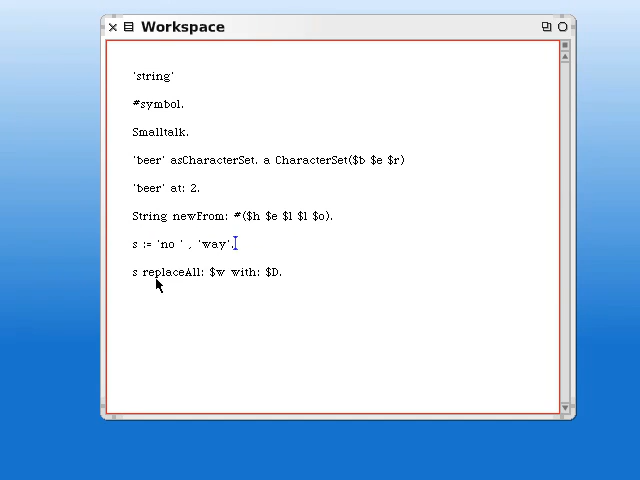 Workspace
'string'
#symbol.
Smalltalk.
'beer' asCharacterSet. a CharacterSet($b $e $r)
'beer' at: 2.
String newFrom: #($h $e $l $l $o).
s := 'no ' , 'way'.
s replaceAll: $w with: $D.